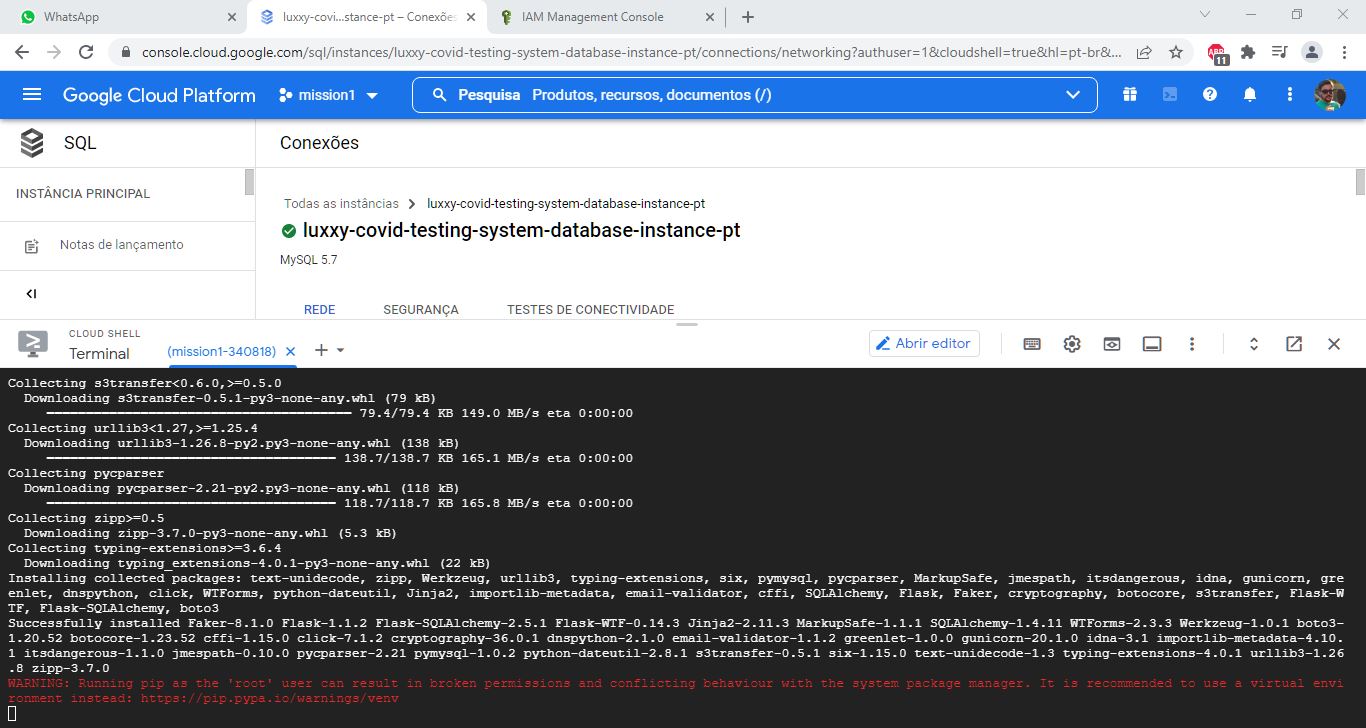 WhatsApp
luxxy-covi...stance-pt – Conexões
IAM Management Console
console.cloud.google.com/sql/instances/luxxy-covid-testing-system-database-instance-pt/connections/networking?authuser=1&cloudshell=true&hl=pt-br&...
ABP
11
Google Cloud Platform
mission1
Pesquisa Produtos, recursos, documentos (/)
SQL
Conexões
INSTÂNCIA PRINCIPAL
Todas as instâncias
luxxy-covid-testing-system-database-instance-pt
luxxy-covid-testing-system-database-instance-pt
Notas de lançamento
MySQL 5.7
REDE
SEGURANÇA
TESTES DE CONECTIVIDADE
CLOUD SHELL
Terminal
(mission1-340818)
Abrir editor
Collecting s3transfer<0.6.0,>=0.5.0
Downloading s3transfer-0.5.1-py3-none-any.whl (79 kB)
79.4/79.4 KB 149.0 MB/s eta 0:00:00
Collecting urllib3<1.27,>=1.25.4
Downloading urllib3-1.26.8-py2.py3-none-any.whl (138 kB)
138.7/138.7 KB 165.1 MB/s eta 0:00:00
Collecting pycparser
Downloading pycparser-2.21-py2.py3-none-any.whl (118 kB)
118.7/118.7 KB 165.8 MB/s eta 0:00:00
Collecting zipp>=0.5
Downloading zipp-3.7.0-py3-none-any.whl (5.3 kB)
Collecting typing-extensions>=3.6.4
Downloading typing_extensions-4.0.1-py3-none-any.whl (22 kB)
Installing collected packages: text-unidecode, zipp, Werkzeug, urllib3, typing-extensions, six, pymysql, pycparser, MarkupSafe, jmespath, itsdangerous, idna, gunicorn, gre
enlet, dnspython, click, WTForms, python-dateutil, Jinja2, importlib-metadata, email-validator, cffi, SQLAlchemy, Flask, Faker, cryptography, botocore, s3transfer, Flask-W
TF, Flask-SQLAlchemy, boto3
Successfully installed Faker-8.1.0 Flask-1.1.2 Flask-SQLAlchemy-2.5.1 Flask-WTF-0.14.3 Jinja2-2.11.3 MarkupSafe-1.1.1 SQLAlchemy-1.4.11 WTForms-2.3.3 Werkzeug-1.0.1 boto3-
1.20.52 botocore-1.23.52 cffi-1.15.0 click-7.1.2 cryptography-36.0.1 dnspython-2.1.0 email-validator-1.1.2 greenlet-1.0.0 gunicorn-20.1.0 idna-3.1 importlib-metadata-4.10.
1 itsdangerous-1.1.0 jmespath-0.10.0 pycparser-2.21 pymysql-1.0.2 python-dateutil-2.8.1 s3transfer-0.5.1 six-1.15.0 text-unidecode-1.3 typing-extensions-4.0.1 urllib3-1.26
.8 zipp-3.7.0
WARNING: Running pip as the 'root' user can result in broken permissions and conflicting behaviour with the system package manager. It is recommended to use a virtual envi
ronment instead: https://pip.pypa.io/warnings/venv